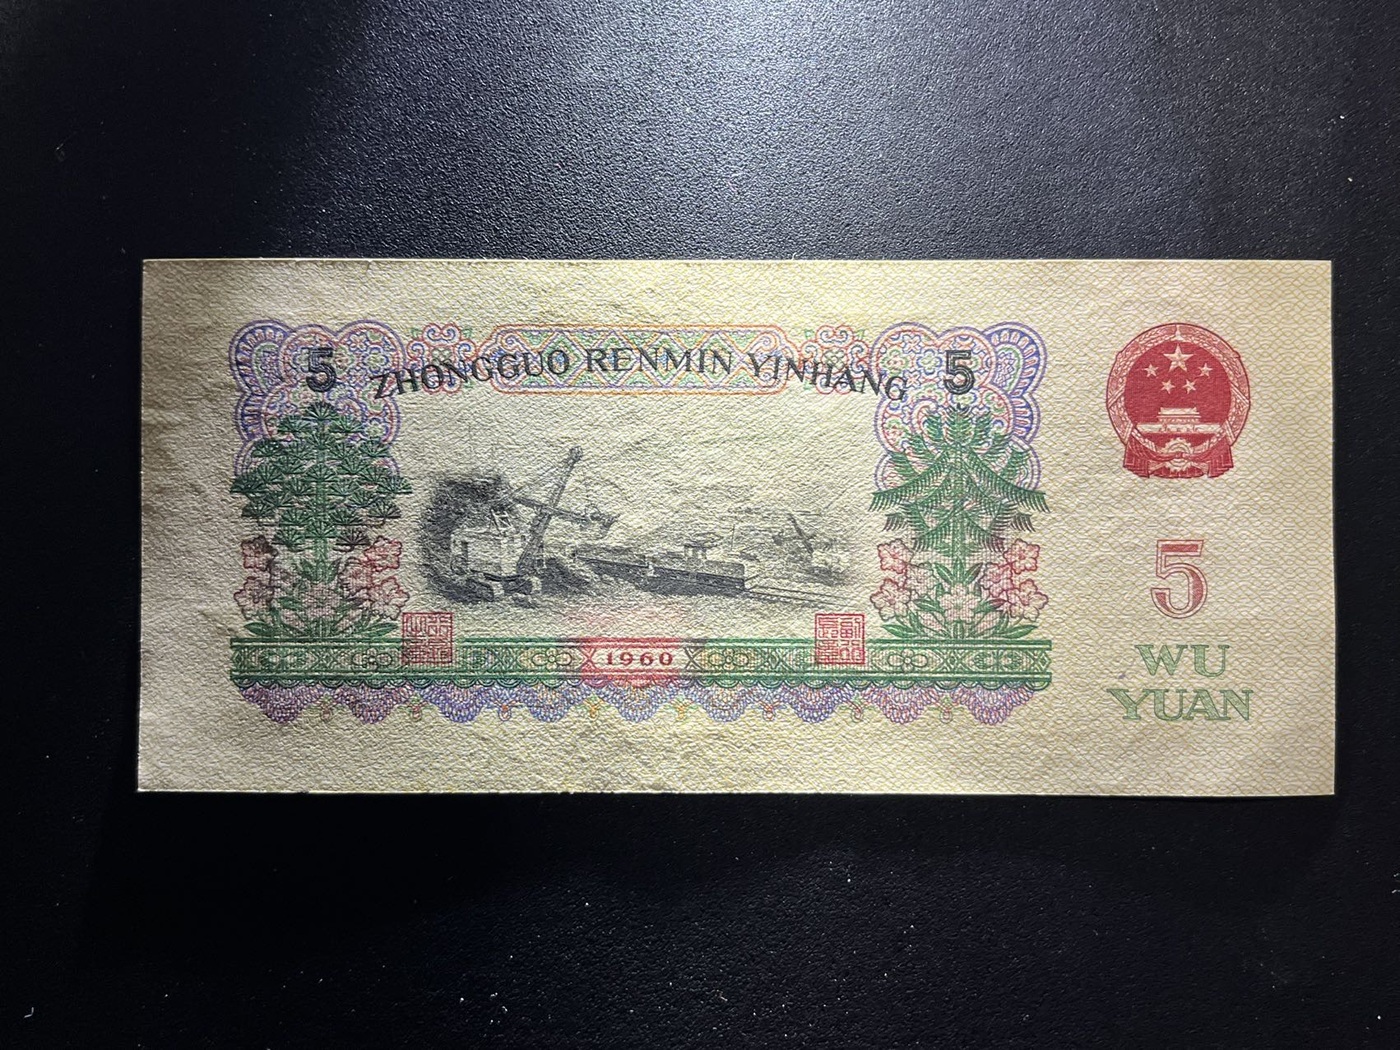 5 ZHONGGUO RENMIN YINHANG 5
1960
5
WU
YUAN